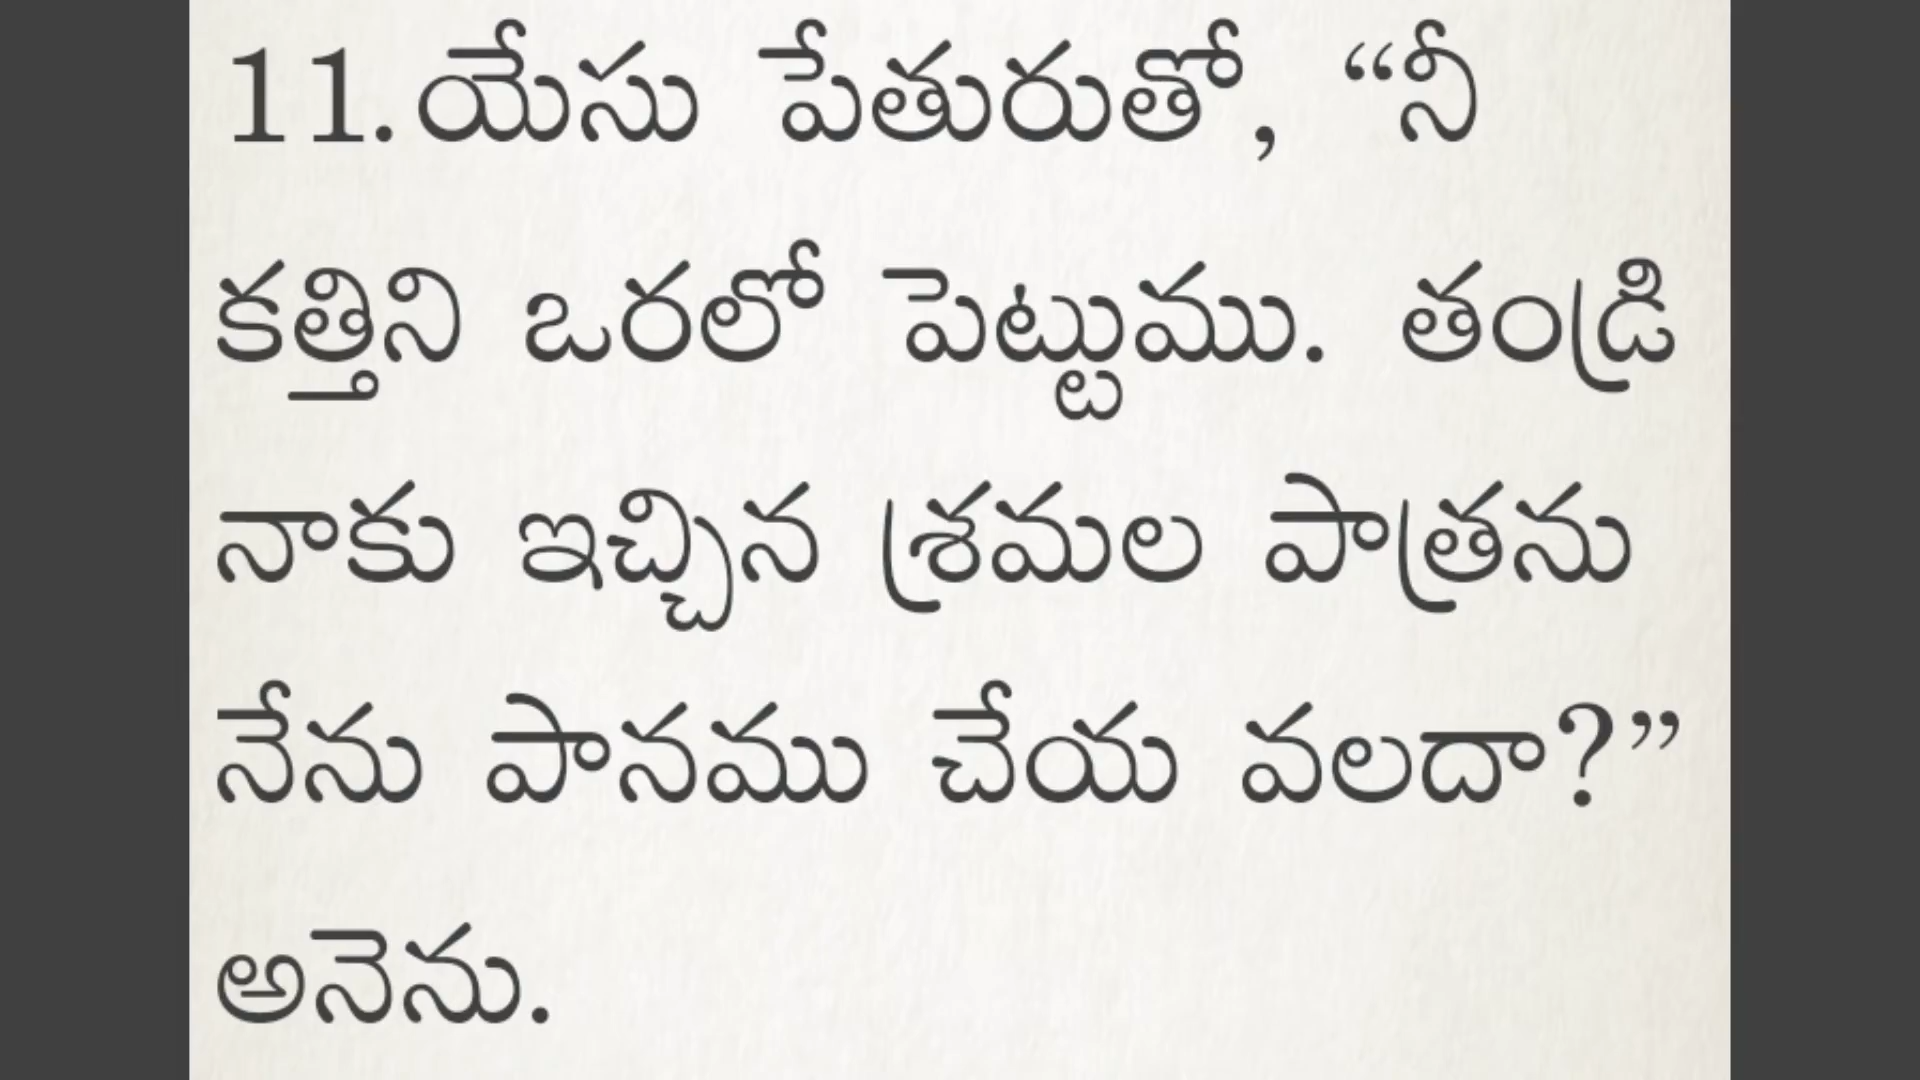 11. యేసు పేతురుతో, “నీ
కత్తిని ఒరలో పెట్టుము. తండ్రి
నాకు ఇచ్చిన శ్రమల పాత్రను
నేను పానము చేయ వలదా?”
అనెను.